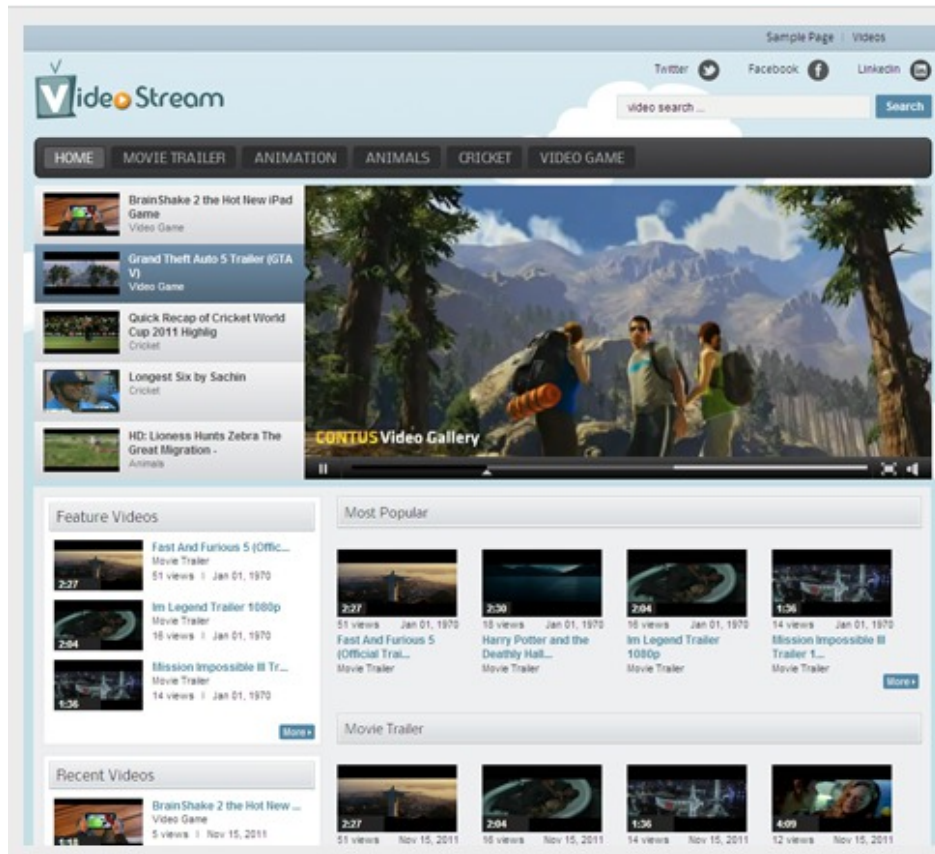 Sample Page | Videos
Twitter Facebook Linkedin
Video Stream
video search ...
Search
HOME MOVIE TRAILER ANIMATION ANIMALS CRICKET VIDEO GAME
BrainShake 2 the Hot New iPad
Game
Video Game
Grand Theft Auto 5 Trailer (GTA
V)
Video Game
Quick Recap of Cricket World
Cup 2011 Highlig
Cricket
Longest Six by Sachin
Cricket
HD: Lioness Hunts Zebra The
Great Migration -
Animals
CONTUS Video Gallery
Feature Videos
2:27
Fast And Furious 5 (Offic...
Movie Trailer
51 views | Jan 01, 1970
2:04
Im Legend Trailer 1080p
Movie Trailer
16 views | Jan 01, 1970
1:36
Mission Impossible III Tr...
Movie Trailer
14 views | Jan 01, 1970
More
Recent Videos
1:18
BrainShake 2 the Hot New ...
Video Game
5 views | Nov 15, 2011
Most Popular
2:27 2:30 2:04 1:36
51 views Jan 01, 1970 18 views Jan 01, 1970 16 views Jan 01, 1970 14 views Jan 01, 1970
Fast And Furious 5 Harry Potter and the Im Legend Trailer Mission Impossible III
(Official Trai... Deathly Hall... 1080p Trailer 1...
Movie Trailer Movie Trailer Movie Trailer Movie Trailer
More
Movie Trailer
2:27 2:04 1:36 4:09
51 views Nov 15, 2011 16 views Nov 15, 2011 14 views Nov 15, 2011 12 views Nov 15, 2011